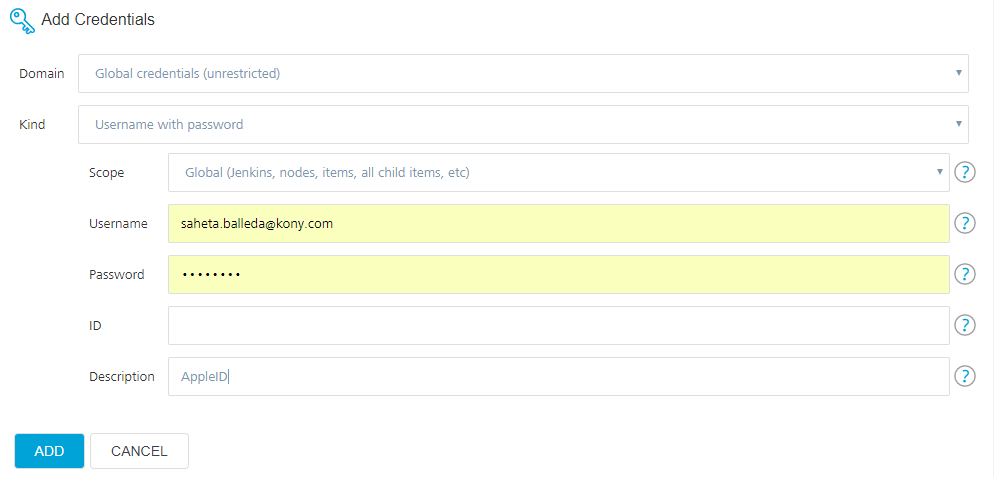 Add Credentials
Domain Global credentials (unrestricted)
Kind Username with password
Scope Global (Jenkins, nodes, items, all child items, etc) ?
Username saheta.balleda@kony.com ?
Password •••••••• ?
ID ?
Description AppleID ?
ADD CANCEL